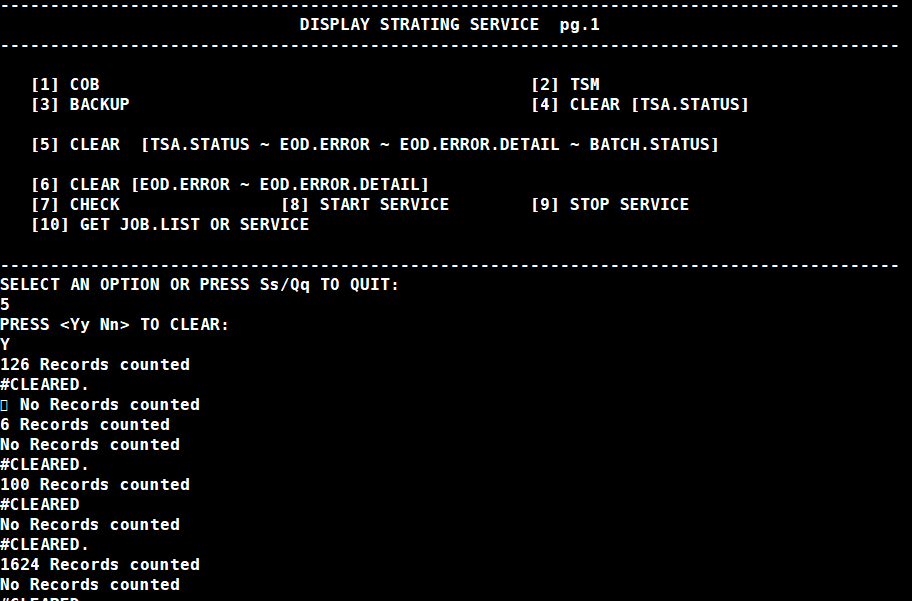 DISPLAY STRATING SERVICE pg.1
[1] COB [2] TSM
[3] BACKUP [4] CLEAR [TSA.STATUS]
[5] CLEAR [TSA.STATUS ~ EOD.ERROR ~ EOD.ERROR.DETAIL ~ BATCH.STATUS]
[6] CLEAR [EOD.ERROR ~ EOD.ERROR.DETAIL]
[7] CHECK [8] START SERVICE [9] STOP SERVICE
[10] GET JOB.LIST OR SERVICE
SELECT AN OPTION OR PRESS Ss/Qq TO QUIT:
5
PRESS <Yy Nn> TO CLEAR:
Y
126 Records counted
#CLEARED.
No Records counted
6 Records counted
No Records counted
#CLEARED.
100 Records counted
#CLEARED
No Records counted
#CLEARED.
1624 Records counted
No Records counted
#CLEARED